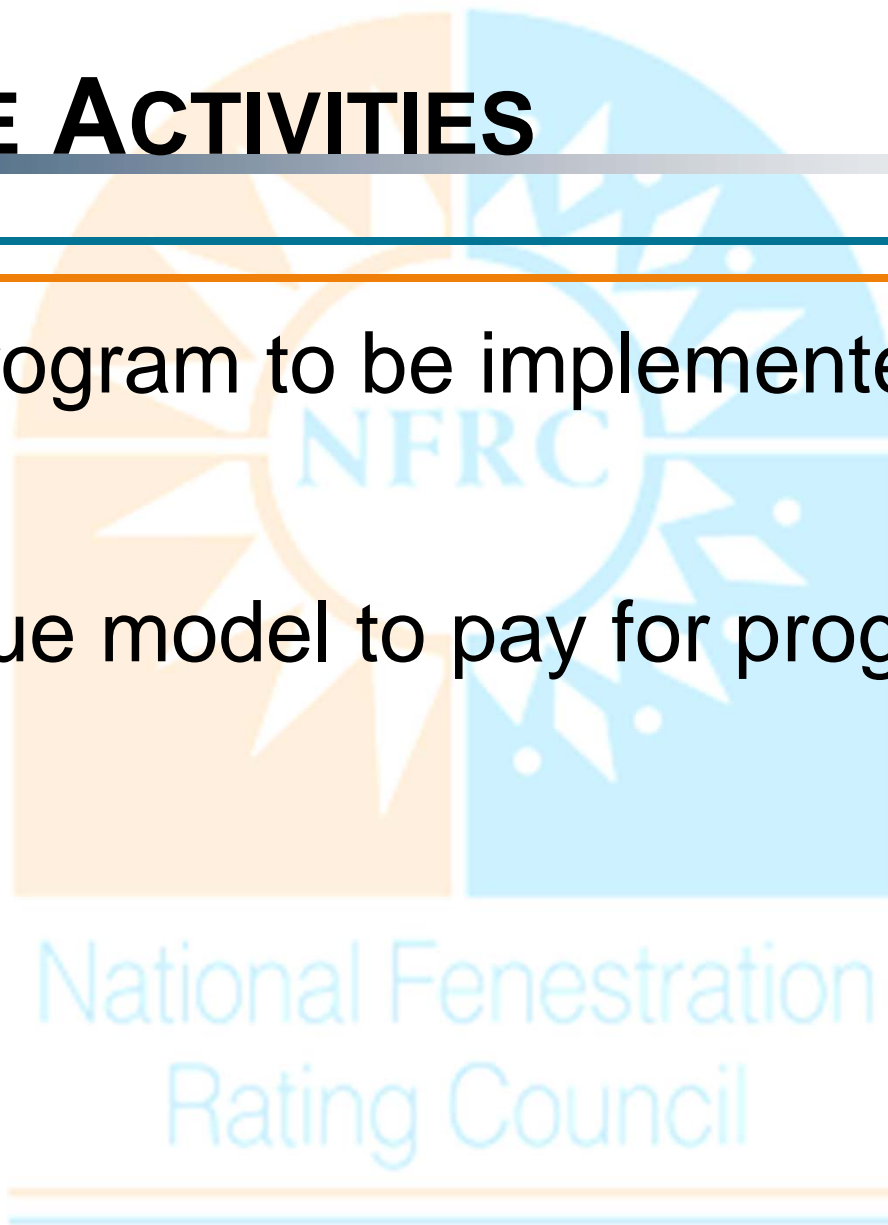 E ACTIVITIES
ogram to be implemente
NFRC
ue model to pay for prog
National Fenestration
Rating Council